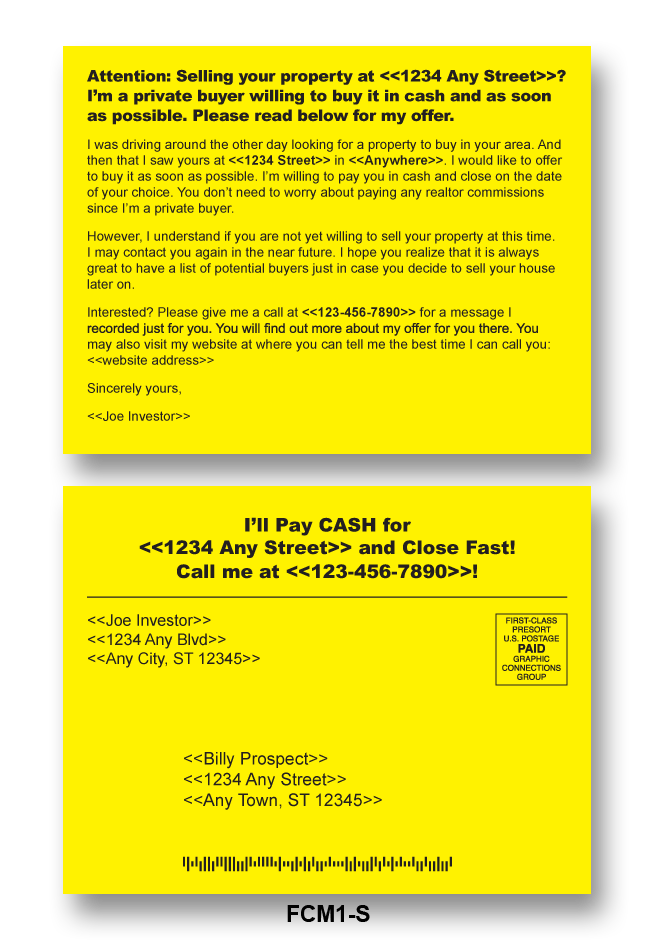 Attention: Selling your property at <<1234 Any Street>>?
I'm a private buyer willing to buy it in cash and as soon
as possible. Please read below for my offer.
I was driving around the other day looking for a property to buy in your area. And
then that I saw yours at <<1234 Street>> in <<Anywhere>>. I would like to offer
to buy it as soon as possible. I'm willing to pay you in cash and close on the date
of your choice. You don't need to worry about paying any realtor commissions
since I'm a private buyer.
However, I understand if you are not yet willing to sell your property at this time.
I may contact you again in the near future. I hope you realize that it is always
great to have a list of potential buyers just in case you decide to sell your house
later on.
Interested? Please give me a call at <<123-456-7890>> for a message I
recorded just for you. You will find out more about my offer for you there. You
may also visit my website at where you can tell me the best time I can call you:
<<website address>>
Sincerely yours,
<<Joe Investor>>
I'll Pay CASH for
<<1234 Any Street>> and Close Fast!
Call me at <<123-456-7890>>!
<<Joe Investor>>
<<1234 Any Blvd>>
<<Any City, ST 12345>>
FIRST-CLASS
PRESORT
U.S. POSTAGE
PAID
GRAPHIC
CONNECTIONS
GROUP
<<Billy Prospect>>
<<1234 Any Street>>
<<Any Town, ST 12345>>
FCM1-S